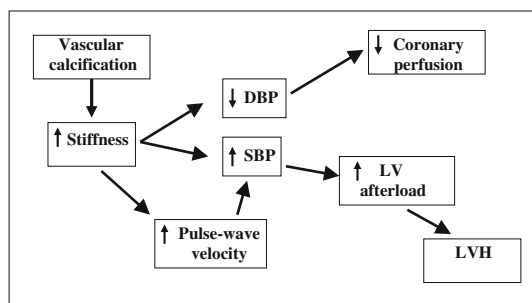 Vascular
calcification
↑ Stiffness
↓ DBP
↓ Coronary
perfusion
↑ SBP
↑ Pulse-wave
velocity
↑ LV
afterload
LVH